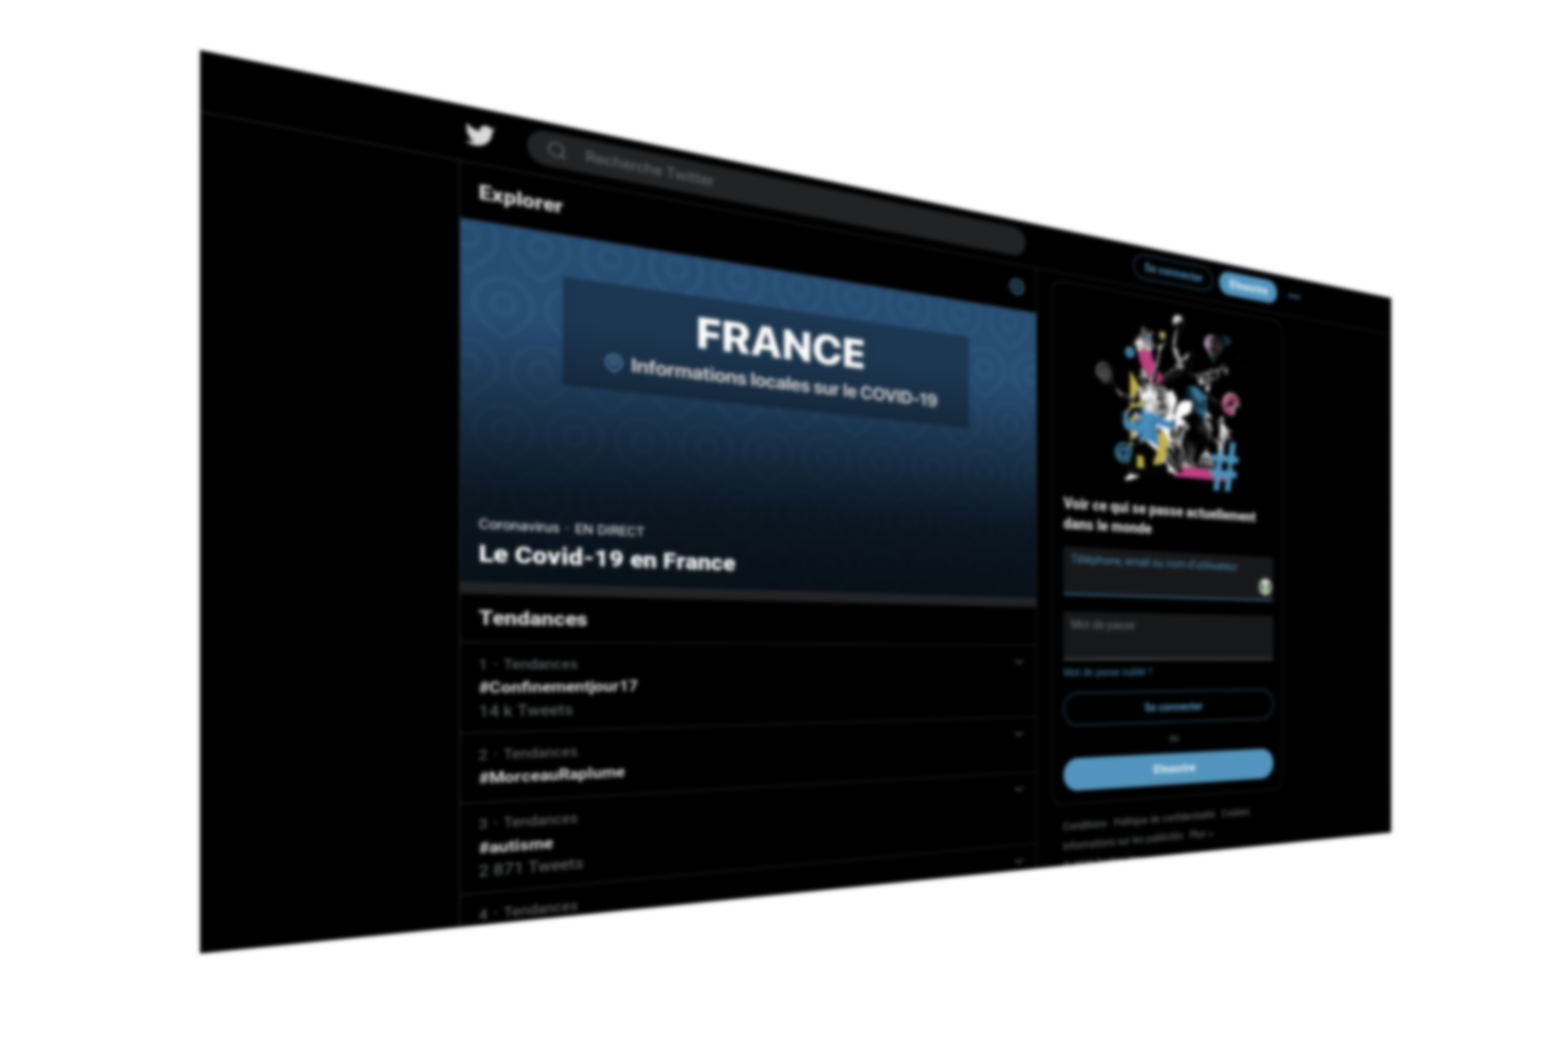 Recherche Twitter
Explorer
Se connecter
S'inscrire
FRANCE
Informations locales sur le COVID-19
Coronavirus · EN DIRECT
Le Covid-19 en France
Tendances
1 · Tendances
#Confinementjour17
14 k Tweets
2 · Tendances
#MorceauRaplume
3 · Tendances
#autisme
2 871 Tweets
4 · Tendances
Voir ce qui se passe actuellement
dans le monde
Téléphone, email ou nom d'utilisateur
Mot de passe
Mot de passe oublié ?
Se connecter
ou
S'inscrire
Conditions Politique de confidentialité Cookies
Informations sur les publicités Plus